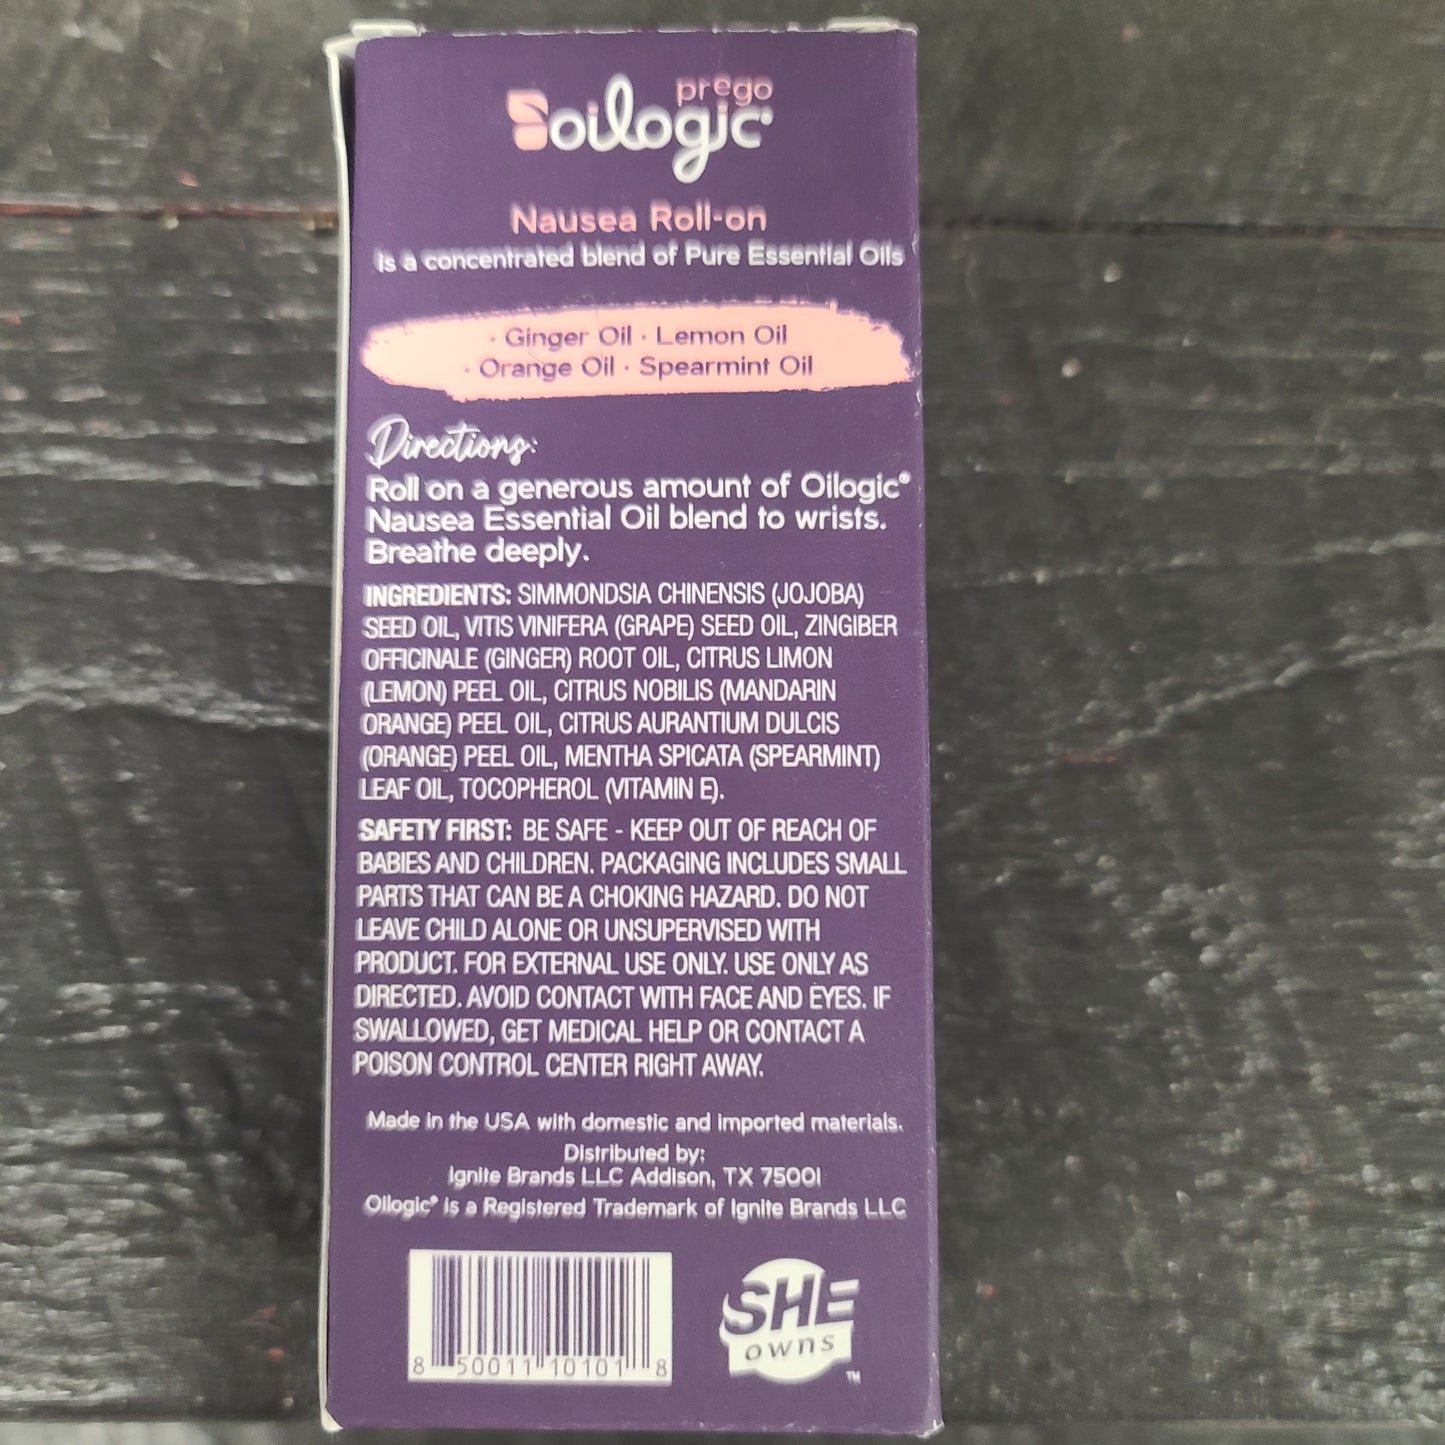 prego
oilogic®
Nausea Roll-on
is a concentrated blend of Pure Essential Oils
· Ginger Oil · Lemon Oil
· Orange Oil · Spearmint Oil
Directions:
Roll on a generous amount of Oilogic®
Nausea Essential Oil blend to wrists.
Breathe deeply.
INGREDIENTS: SIMMONDSIA CHINENSIS (JOJOBA)
SEED OIL, VITIS VINIFERA (GRAPE) SEED OIL, ZINGIBER
OFFICINALE (GINGER) ROOT OIL, CITRUS LIMON
(LEMON) PEEL OIL, CITRUS NOBILIS (MANDARIN
ORANGE) PEEL OIL, CITRUS AURANTIUM DULCIS
(ORANGE) PEEL OIL, MENTHA SPICATA (SPEARMINT)
LEAF OIL, TOCOPHEROL (VITAMIN E).
SAFETY FIRST: BE SAFE - KEEP OUT OF REACH OF
BABIES AND CHILDREN. PACKAGING INCLUDES SMALL
PARTS THAT CAN BE A CHOKING HAZARD. DO NOT
LEAVE CHILD ALONE OR UNSUPERVISED WITH
PRODUCT. FOR EXTERNAL USE ONLY. USE ONLY AS
DIRECTED. AVOID CONTACT WITH FACE AND EYES. IF
SWALLOWED, GET MEDICAL HELP OR CONTACT A
POISON CONTROL CENTER RIGHT AWAY.
Made in the USA with domestic and imported materials.
Distributed by:
Ignite Brands LLC Addison, TX 75001
Oilogic® is a Registered Trademark of Ignite Brands LLC
SHE
owns
TM
8 50011 10101 8